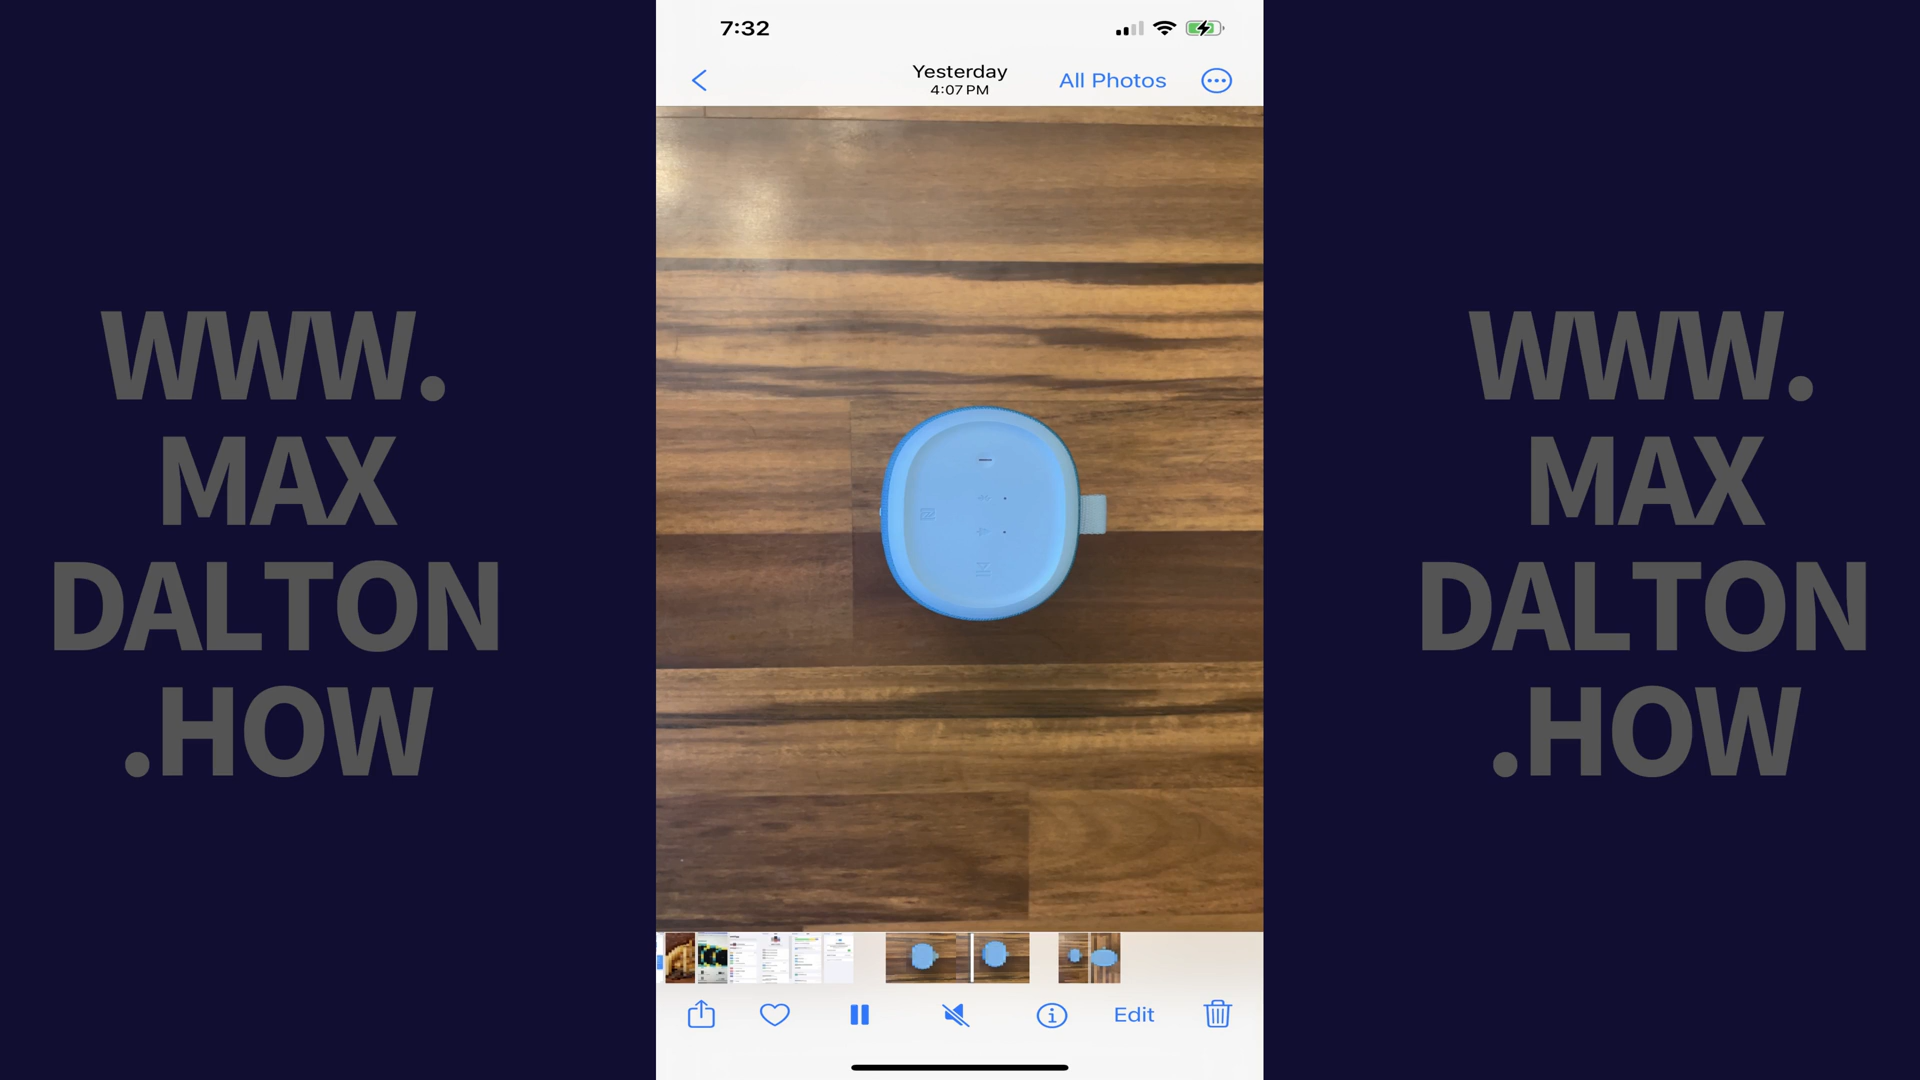 7:32
Yesterday
4:07 PM
All Photos
WWW.
MAX
DALTON
.HOW
WWW.
MAX
DALTON
.HOW
Edit